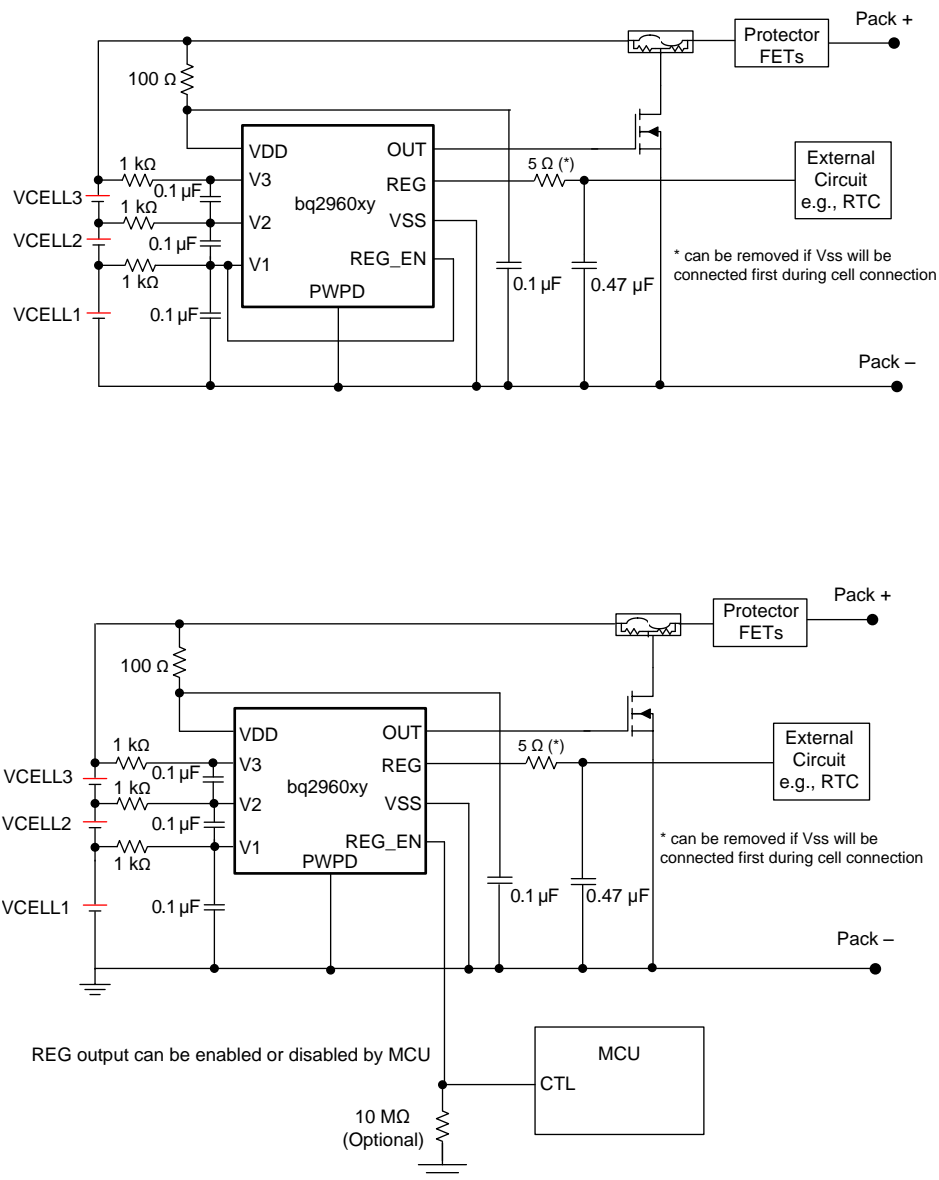 Pack +
Protector
FETs
100 Ω
VDD
OUT
1 kΩ
0.1 µF
V3
REG
5 Ω (*)
External
Circuit
e.g., RTC
VCELL3
1 kΩ
bq2960xy
V2
VSS
VCELL2
0.1 µF
V1
REG_EN
* can be removed if Vss will be
connected first during cell connection
1 kΩ
PWPD
0.1 µF
0.47 µF
VCELL1
0.1 µF
Pack –
Pack +
Protector
FETs
100 Ω
VDD
OUT
1 kΩ
0.1 µF
V3
REG
5 Ω (*)
External
Circuit
e.g., RTC
VCELL3
1 kΩ
bq2960xy
V2
VSS
VCELL2
0.1 µF
V1
REG_EN
* can be removed if Vss will be
connected first during cell connection
1 kΩ
PWPD
0.1 µF
0.47 µF
VCELL1
0.1 µF
Pack –
REG output can be enabled or disabled by MCU
MCU
CTL
10 MΩ
(Optional)